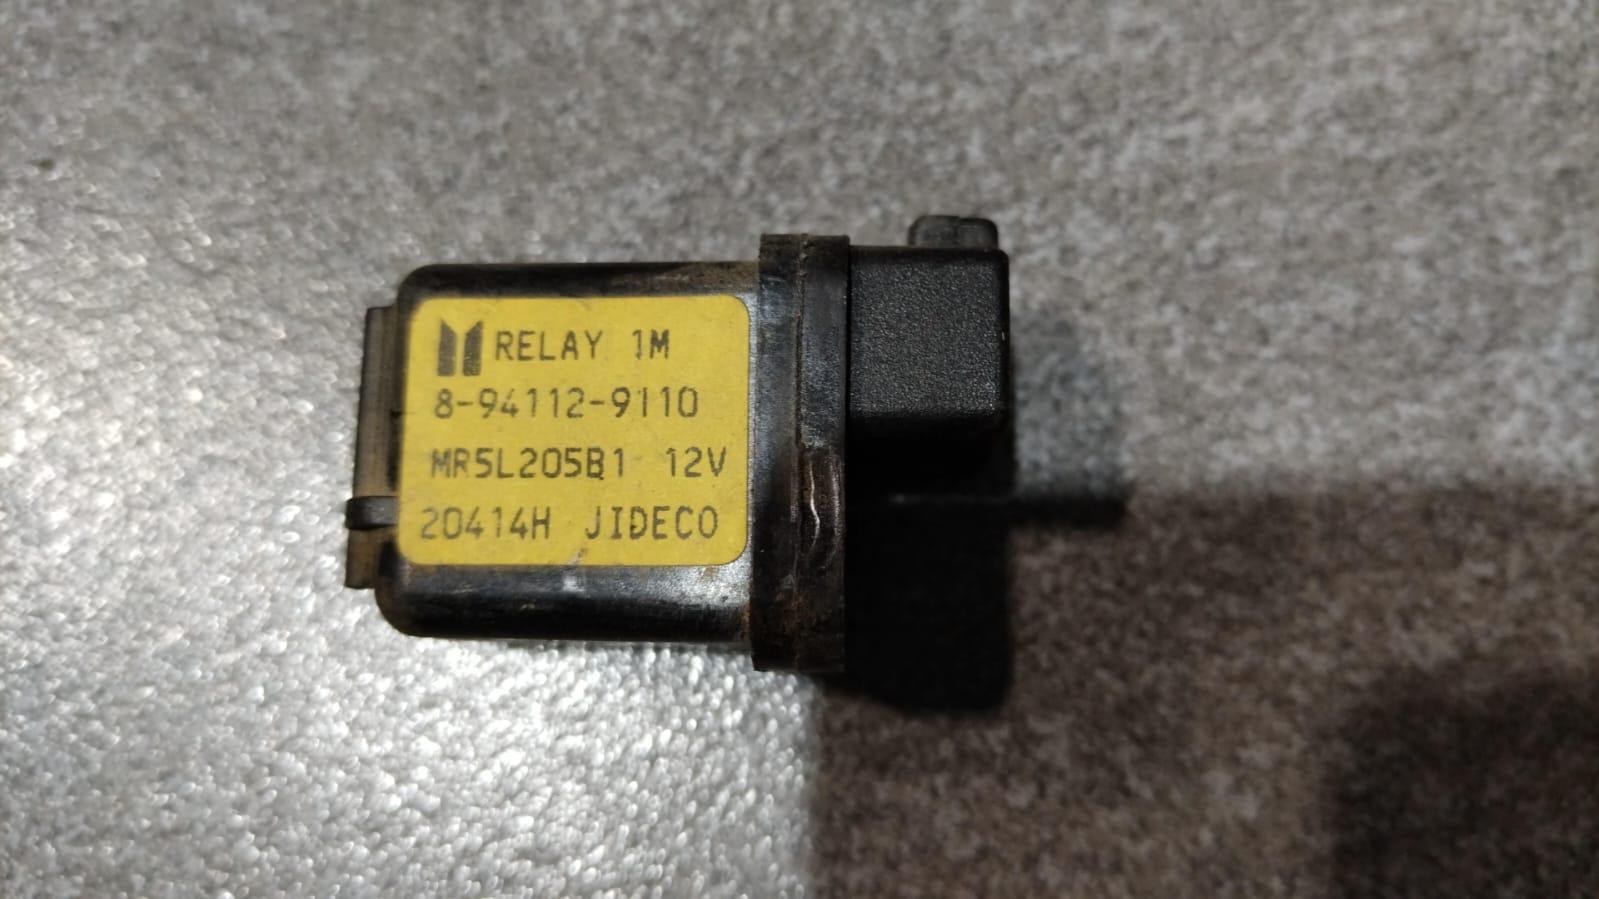 RELAY 1M
8-94112-9110
MR5L205B1 12V
20414H JIDECO